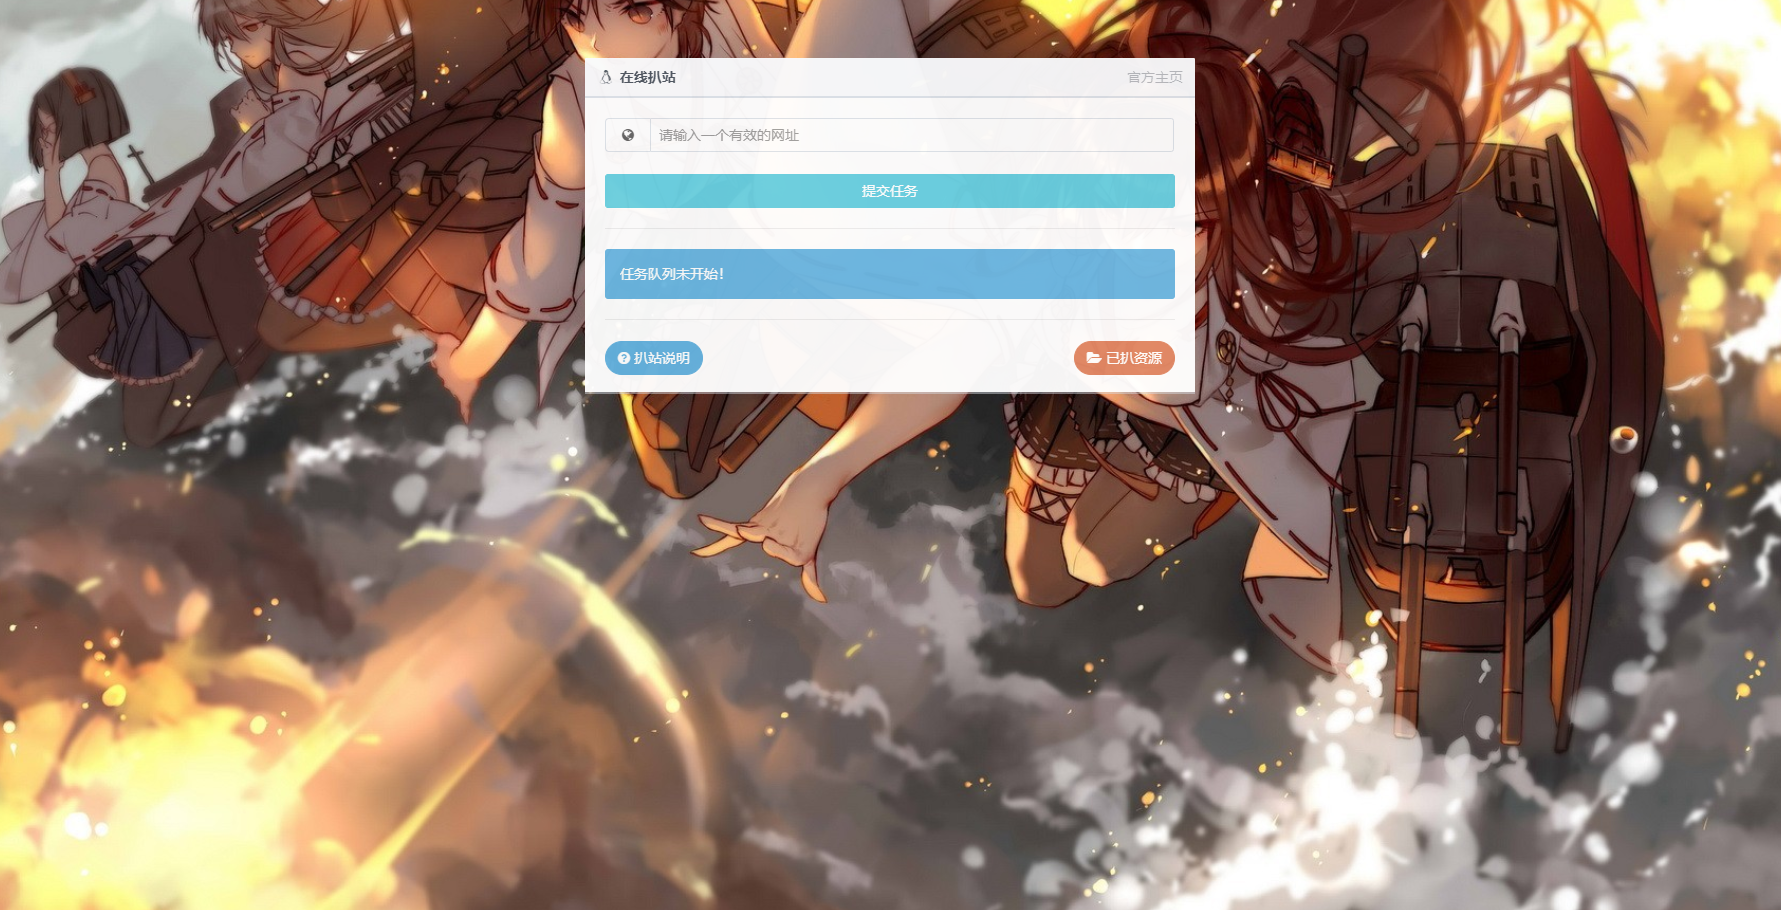 在线扒站
官方主页
请输入一个有效的网址
提交任务
任务队列未开始！
扒站说明
已扒资源